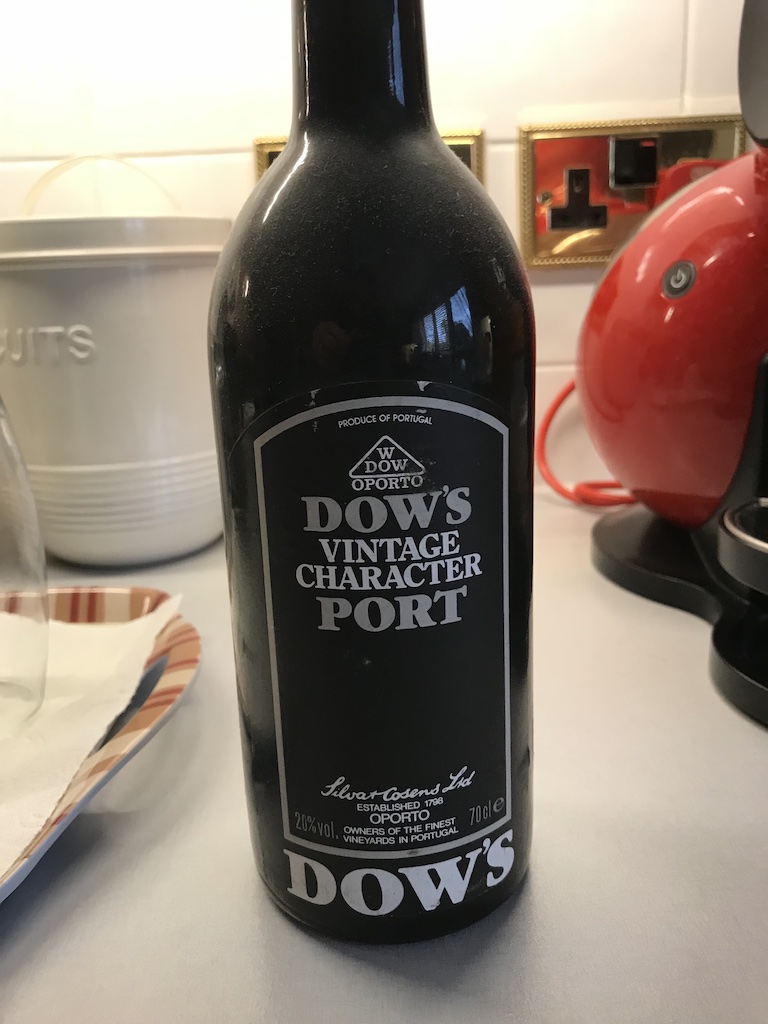 PRODUCE OF PORTUGAL
W
DOW
OPORTO
DOW'S
VINTAGE
CHARACTER
PORT
Silva & Cosens Ltd
ESTABLISHED 1798
OPORTO
20% vol.
OWNERS OF THE FINEST
VINEYARDS IN PORTUGAL
70 cl e
DOW'S
UITS